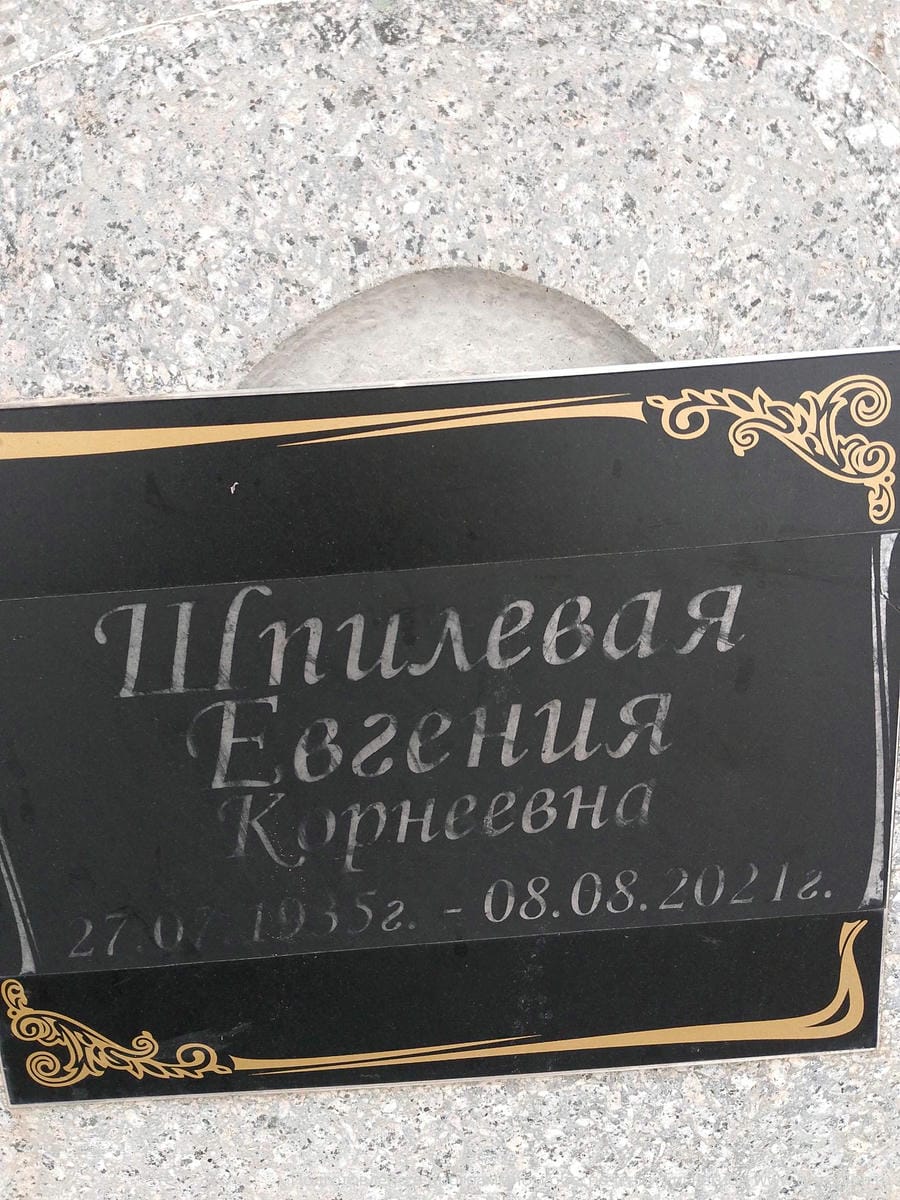 Шпилевая
Евгения
Корнеевна
27.07.1935г. - 08.08.2021г.